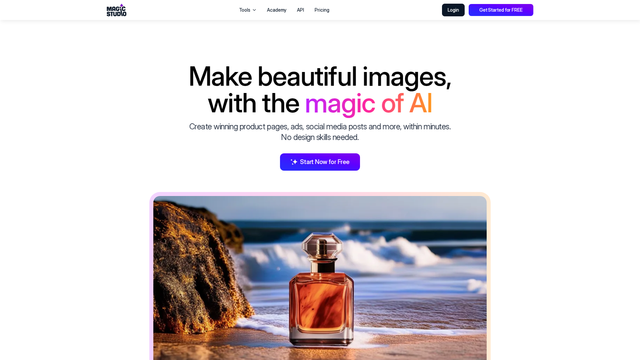 MAGIC
STUDIO
Tools
Academy
API
Pricing
Login
Get Started for FREE
Make beautiful images,
with the magic of AI
Create winning product pages, ads, social media posts and more, within minutes.
No design skills needed.
Start Now for Free